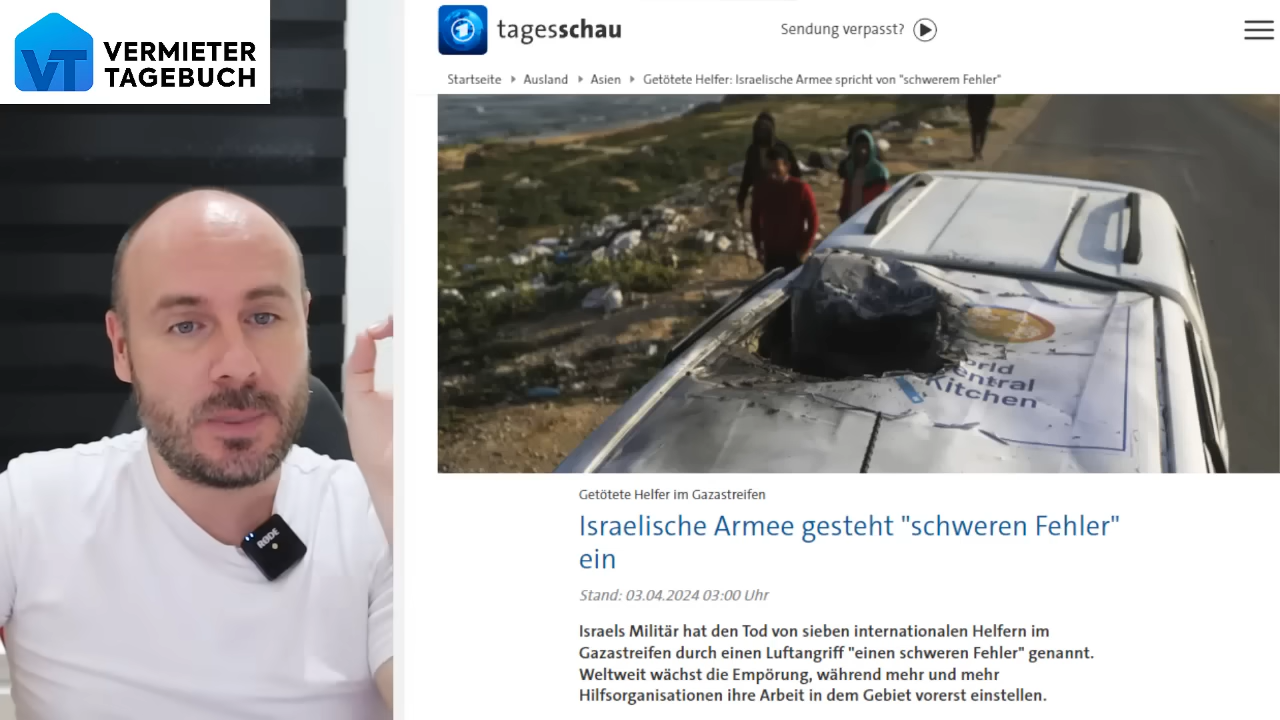 VT VERMIETER
TAGEBUCH
tagesschau
Sendung verpasst?
Startseite Ausland Asien Getötete Helfer: Israelische Armee spricht von "schwerem Fehler"
Kitchen
RØDE
Getötete Helfer im Gazastreifen
Israelische Armee gesteht "schweren Fehler"
ein
Stand: 03.04.2024 03:00 Uhr
Israels Militär hat den Tod von sieben internationalen Helfern im
Gazastreifen durch einen Luftangriff "einen schweren Fehler" genannt.
Weltweit wächst die Empörung, während mehr und mehr
Hilfsorganisationen ihre Arbeit in dem Gebiet vorerst einstellen.